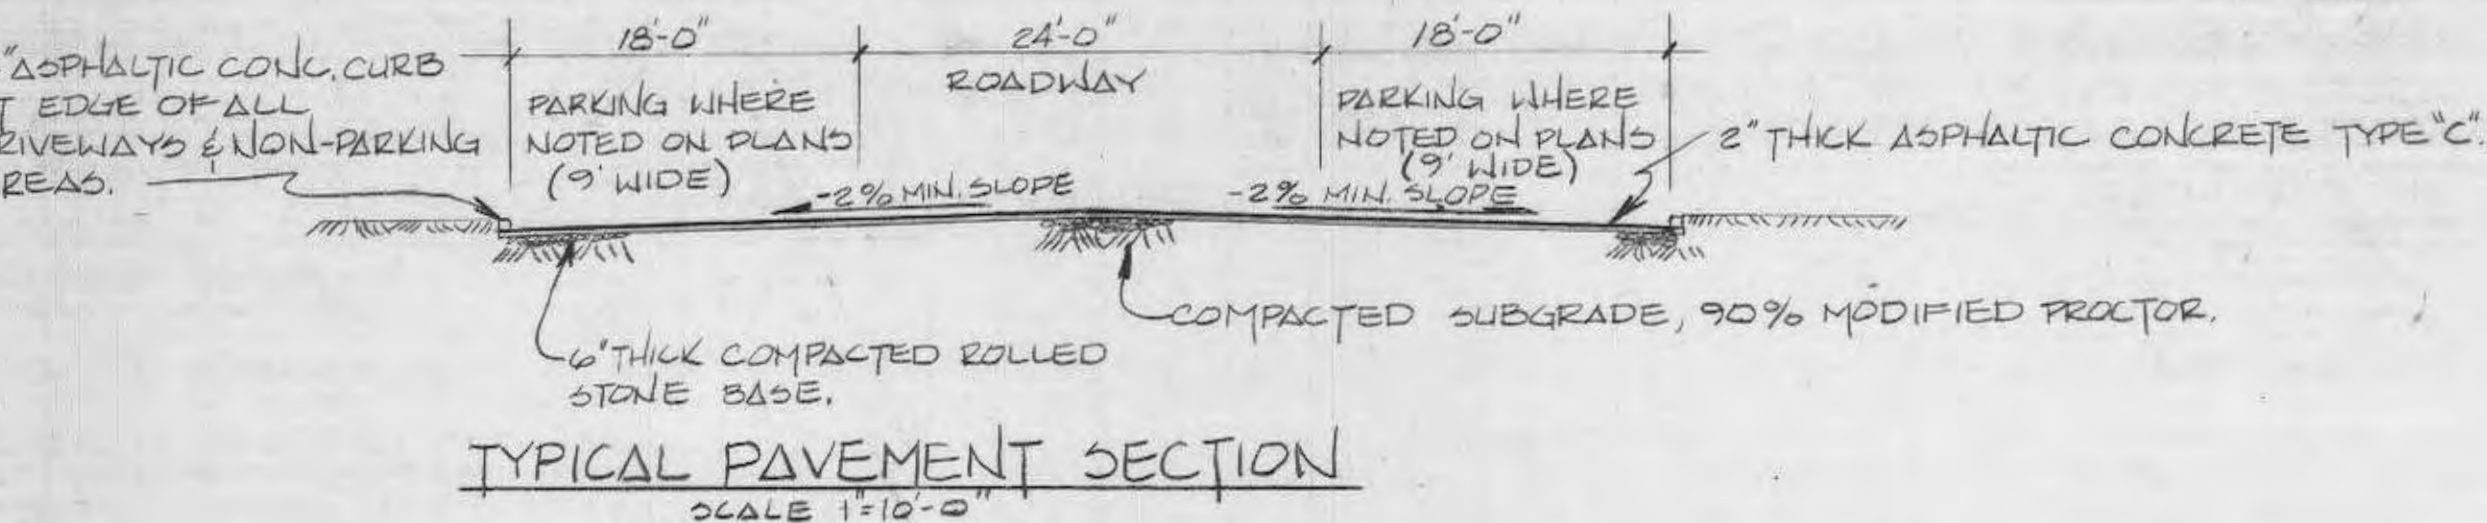 18'-0"
24'-0"
18'-0"
"ASPHALTIC CONC. CURB
T EDGE OF ALL
RIVEWAYS & NON-PARKING
REAS.
PARKING WHERE
NOTED ON PLANS
(9' WIDE)
ROADWAY
PARKING WHERE
NOTED ON PLANS
(9' WIDE)
2" THICK ASPHALTIC CONCRETE TYPE "C".
-2% MIN. SLOPE
-2% MIN. SLOPE
COMPACTED SUBGRADE, 90% MODIFIED PROCTOR.
6" THICK COMPACTED ROLLED
STONE BASE.
TYPICAL PAVEMENT SECTION
SCALE 1"=10'-0"